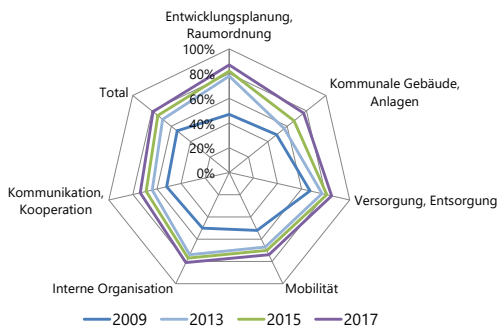 Entwicklungsplanung,
Raumordnung
100%
80%
60%
40%
20%
0%
Kommunale Gebäude,
Anlagen
Versorgung, Entsorgung
Mobilität
Interne Organisation
Kommunikation,
Kooperation
Total
2009 2013 2015 2017